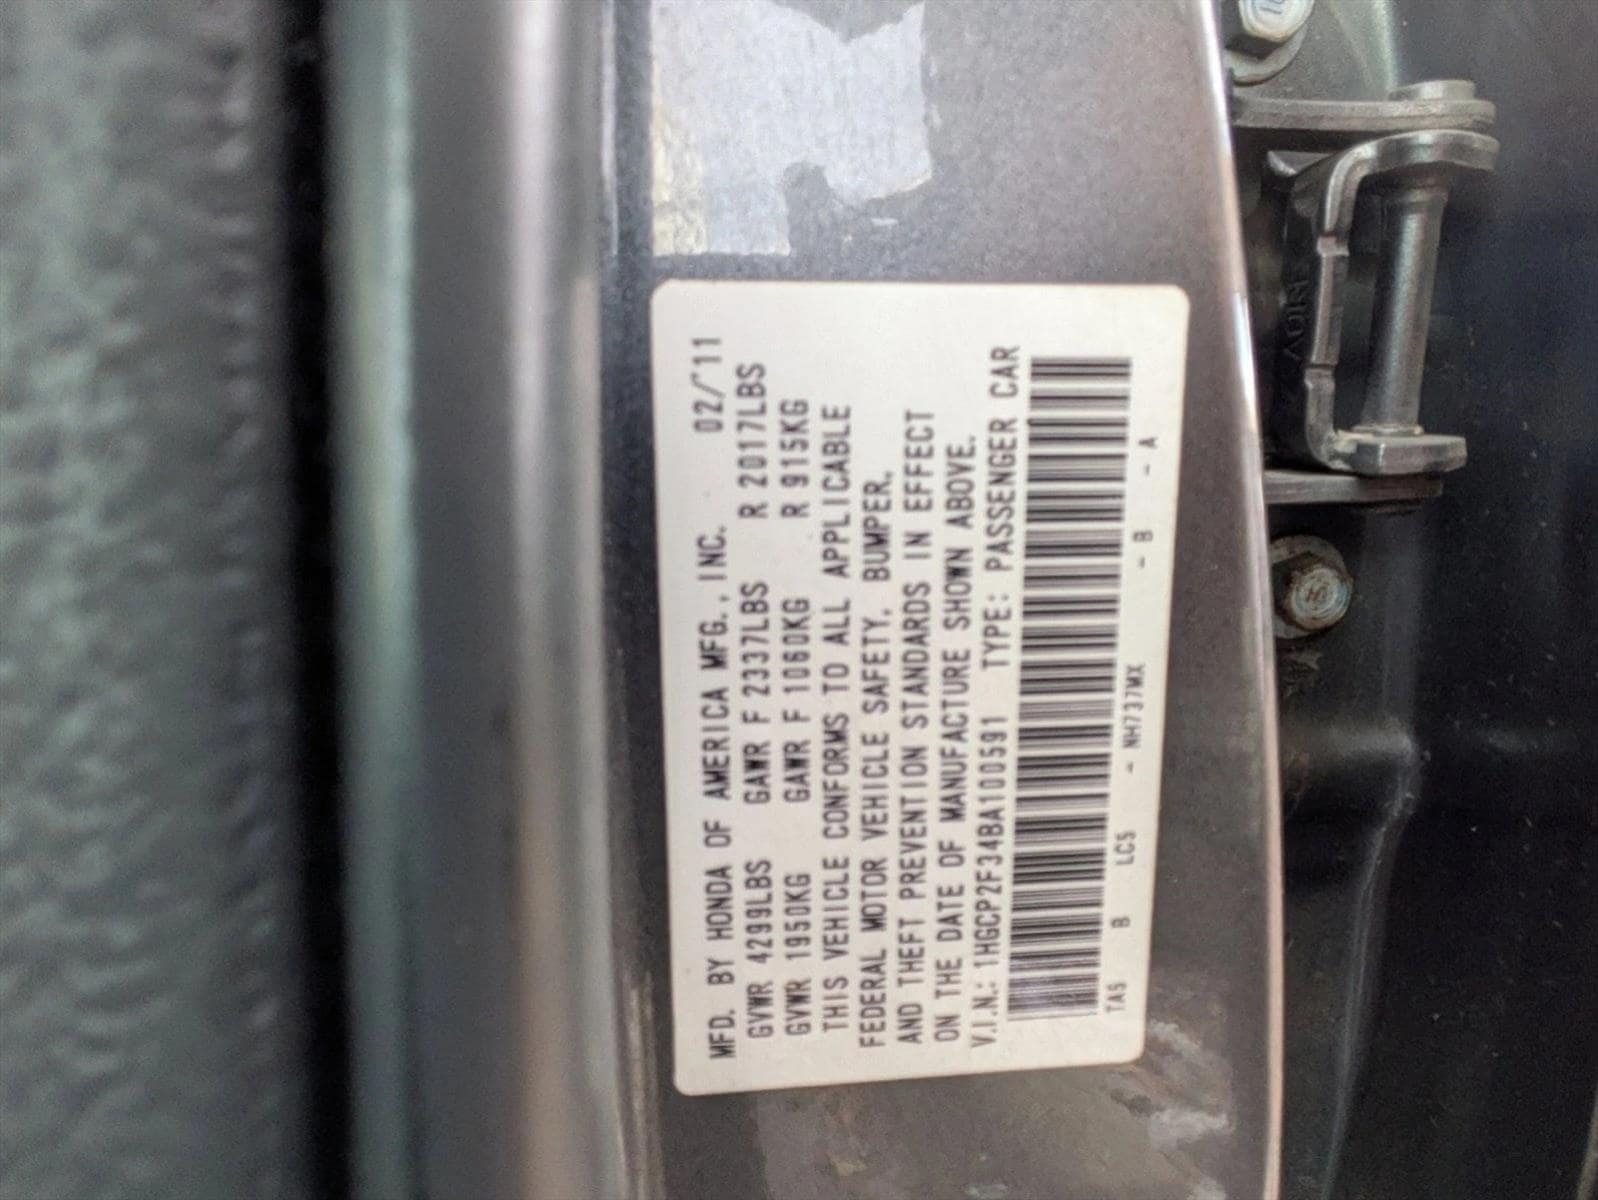 MFD. BY HONDA OF AMERICA MFG., INC. 02/11
GVWR 4299LBS GAWR F 2337LBS R 2017LBS
GVWR 1950KG GAWR F 1060KG R 915KG
THIS VEHICLE CONFORMS TO ALL APPLICABLE
FEDERAL MOTOR VEHICLE SAFETY, BUMPER,
AND THEFT PREVENTION STANDARDS IN EFFECT
ON THE DATE OF MANUFACTURE SHOWN ABOVE.
V.I.N.: 1HGCP2F34BA100591 TYPE: PASSENGER CAR
TA5 B LC5 - NH737MX - B - A